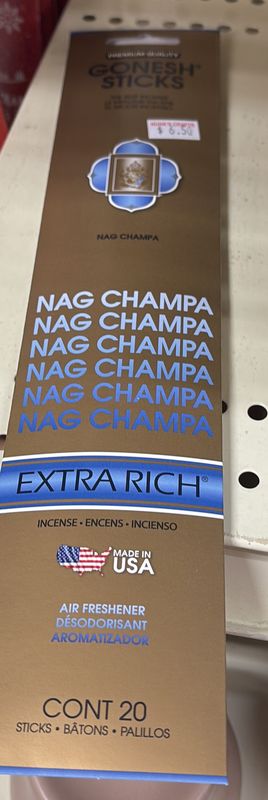 PREMIUM QUALITY
GONESH®
STICKS
$ 6.50
NAG CHAMPA
NAG CHAMPA
NAG CHAMPA
NAG CHAMPA
NAG CHAMPA
NAG CHAMPA
NAG CHAMPA
EXTRA RICH®
INCENSE • ENCENS • INCIENSO
MADE IN
USA
AIR FRESHENER
DÉSODORISANT
AROMATIZADOR
CONT 20
STICKS • BÂTONS • PALILLOS